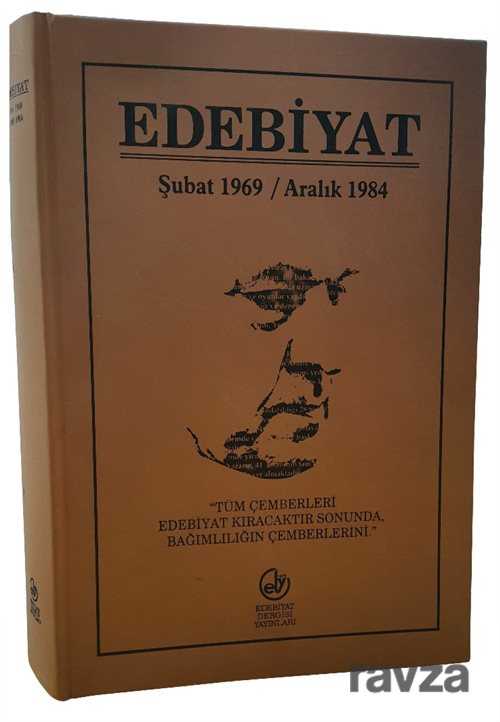 EDEBİYAT
Şubat 1969 / Aralık 1984
"TÜM ÇEMBERLERİ
EDEBİYAT KIRACAKTIR SONUNDA,
BAĞIMLILIĞIN ÇEMBERLERİNİ."
EDEBİYAT
DERGİSİ
YAYINLARI
ravza